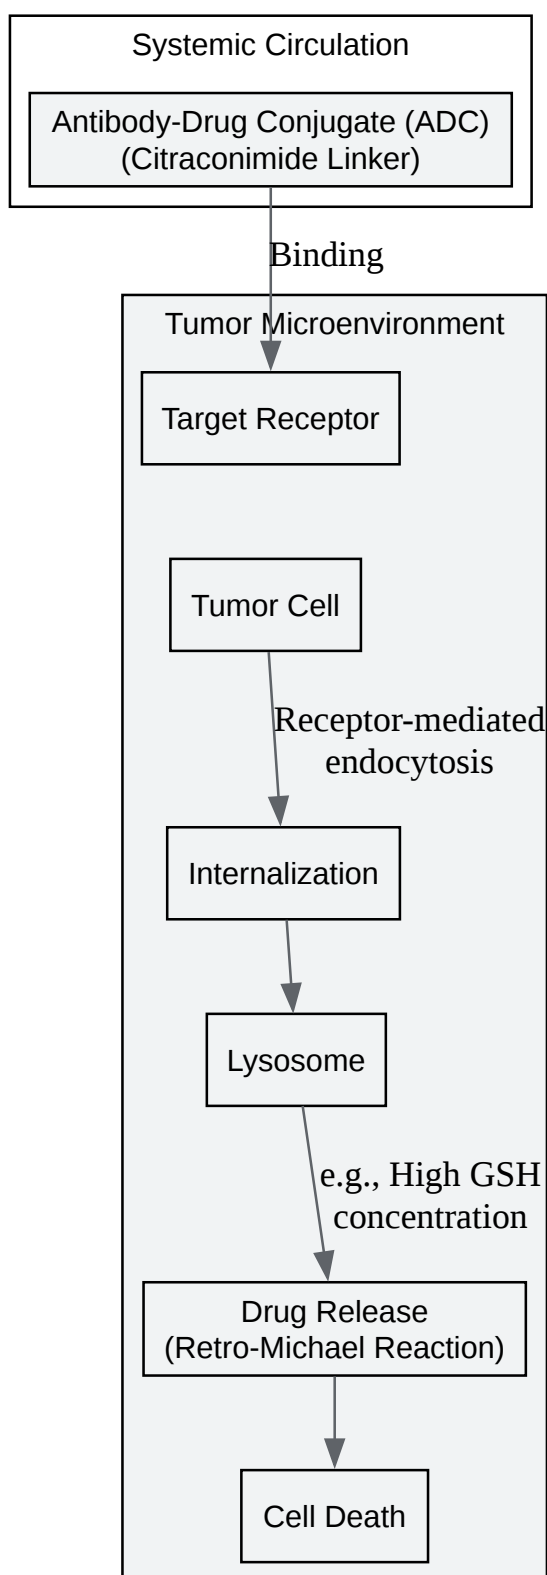 Systemic Circulation
Antibody-Drug Conjugate (ADC)
(Citraconimide Linker)
Binding
Tumor Microenvironment
Target Receptor
Tumor Cell
Receptor-mediated
endocytosis
Internalization
Lysosome
e.g., High GSH
concentration
Drug Release
(Retro-Michael Reaction)
Cell Death